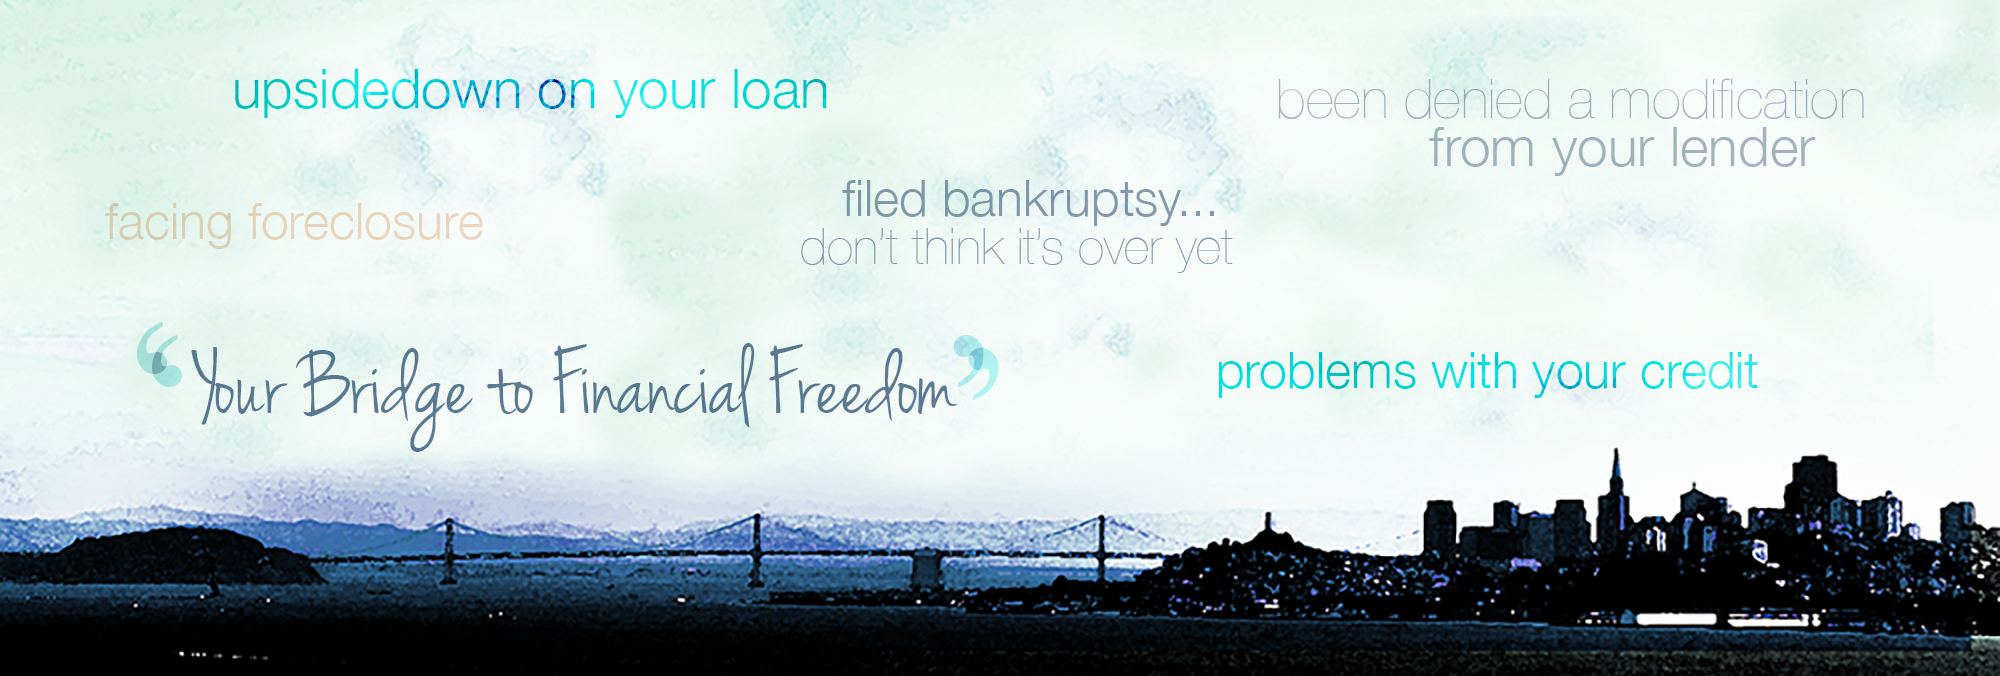 upsidedown on your loan
been denied a modification
from your lender
facing foreclosure
filed bankruptsy...
don't think it's over yet
“Your Bridge to Financial Freedom”
problems with your credit